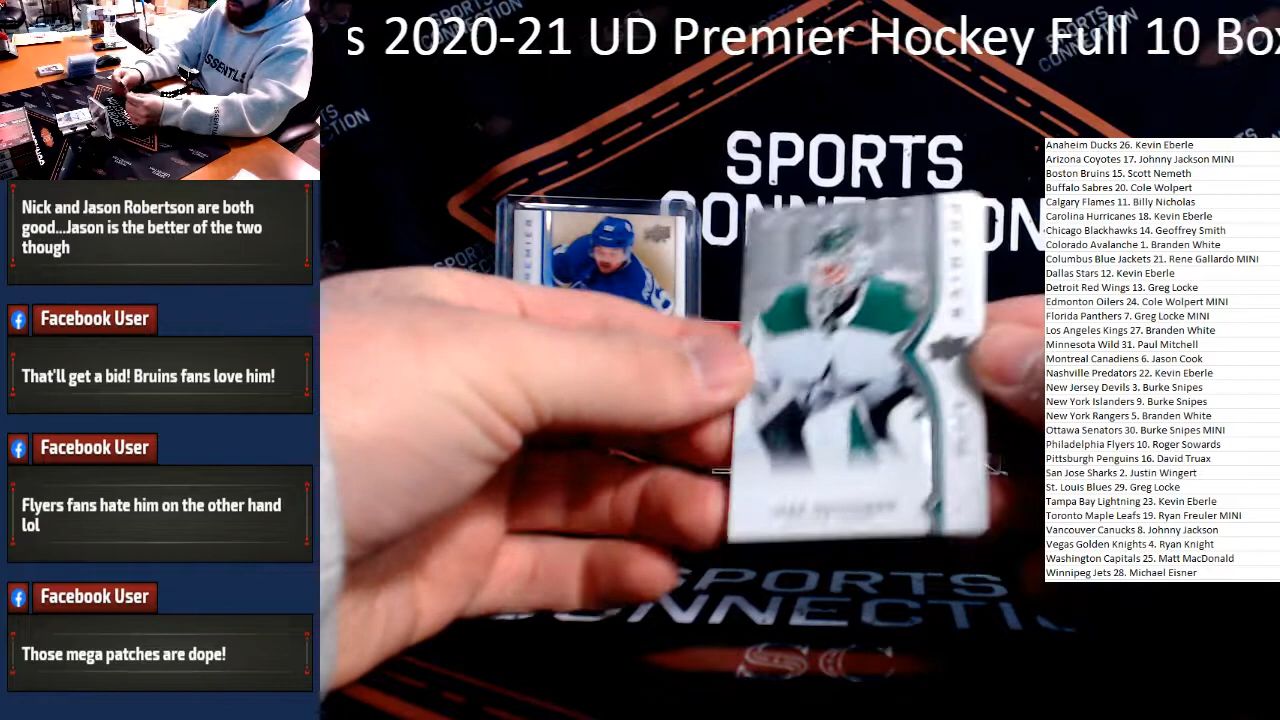 s 2020-21 UD Premier Hockey Full 10 Box
SPORTS
CONNECTION
ESSENTIALS
Nick and Jason Robertson are both
good...Jason is the better of the two
though
Facebook User
That'll get a bid! Bruins fans love him!
Facebook User
Flyers fans hate him on the other hand
lol
Facebook User
Those mega patches are dope!
PREMIER
Anaheim Ducks 26. Kevin Eberle
Arizona Coyotes 17. Johnny Jackson MINI
Boston Bruins 15. Scott Nemeth
Buffalo Sabres 20. Cole Wolpert
Calgary Flames 11. Billy Nicholas
Carolina Hurricanes 18. Kevin Eberle
Chicago Blackhawks 14. Geoffrey Smith
Colorado Avalanche 1. Branden White
Columbus Blue Jackets 21. Rene Gallardo MINI
Dallas Stars 12. Kevin Eberle
Detroit Red Wings 13. Greg Locke
Edmonton Oilers 24. Cole Wolpert MINI
Florida Panthers 7. Greg Locke MINI
Los Angeles Kings 27. Branden White
Minnesota Wild 31. Paul Mitchell
Montreal Canadiens 6. Jason Cook
Nashville Predators 22. Kevin Eberle
New Jersey Devils 3. Burke Snipes
New York Islanders 9. Burke Snipes
New York Rangers 5. Branden White
Ottawa Senators 30. Burke Snipes MINI
Philadelphia Flyers 10. Roger Sowards
Pittsburgh Penguins 16. David Truax
San Jose Sharks 2. Justin Wingert
St. Louis Blues 29. Greg Locke
Tampa Bay Lightning 23. Kevin Eberle
Toronto Maple Leafs 19. Ryan Freuler MINI
Vancouver Canucks 8. Johnny Jackson
Vegas Golden Knights 4. Ryan Knight
Washington Capitals 25. Matt MacDonald
Winnipeg Jets 28. Michael Eisner
SPORTS
CONNECTI
SC